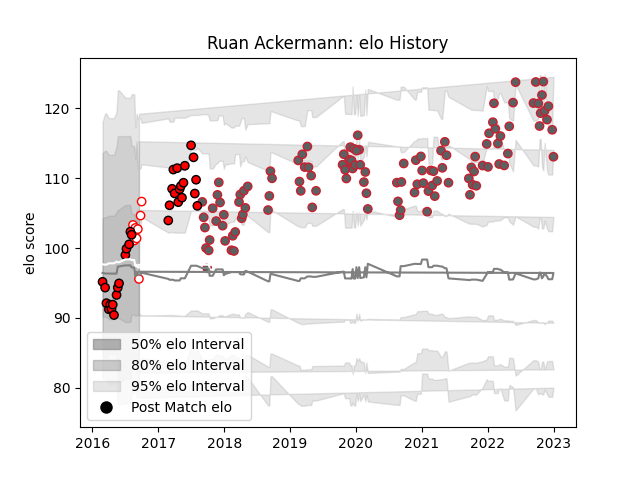 Ruan Ackermann: elo History
elo score
120
110
100
90
80
50% elo Interval
80% elo Interval
95% elo Interval
Post Match elo
2016 2017 2018 2019 2020 2021 2022 2023